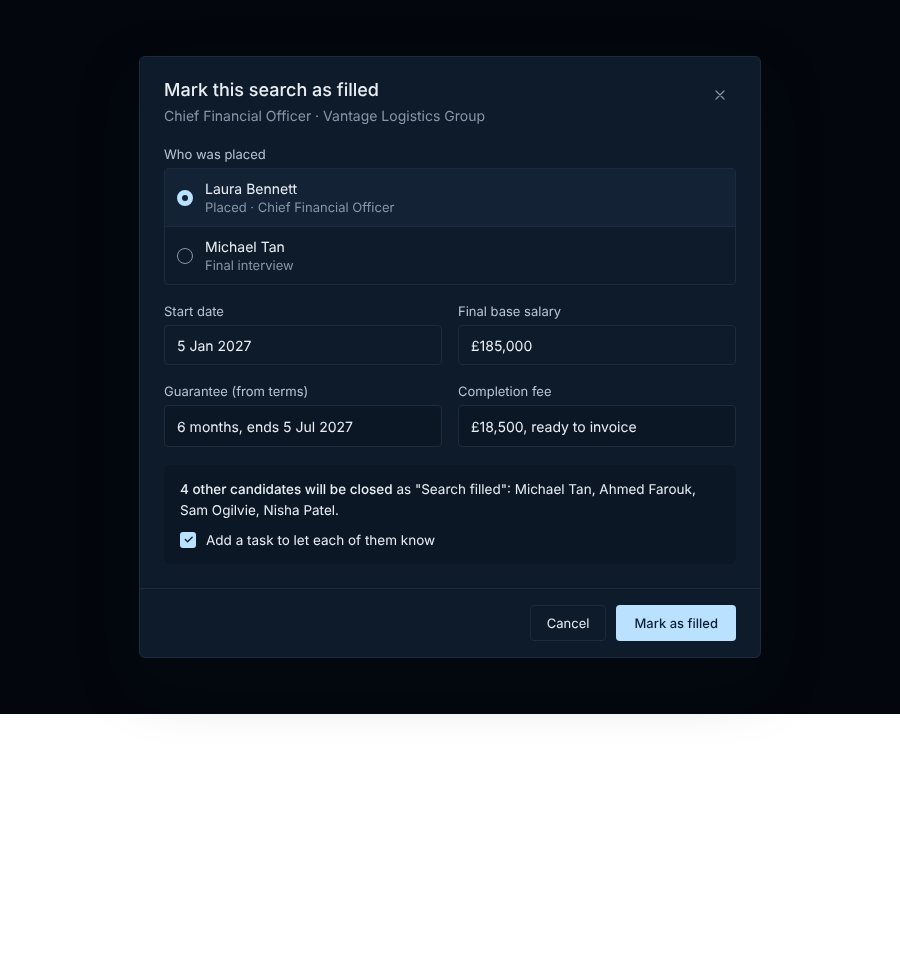 Mark this search as filled
Chief Financial Officer · Vantage Logistics Group
Who was placed
Laura Bennett
Placed · Chief Financial Officer
Michael Tan
Final interview
Start date
Final base salary
5 Jan 2027
£185,000
Guarantee (from terms)
Completion fee
6 months, ends 5 Jul 2027
£18,500, ready to invoice
4 other candidates will be closed as "Search filled": Michael Tan, Ahmed Farouk,
Sam Ogilvie, Nisha Patel.
Add a task to let each of them know
Cancel
Mark as filled